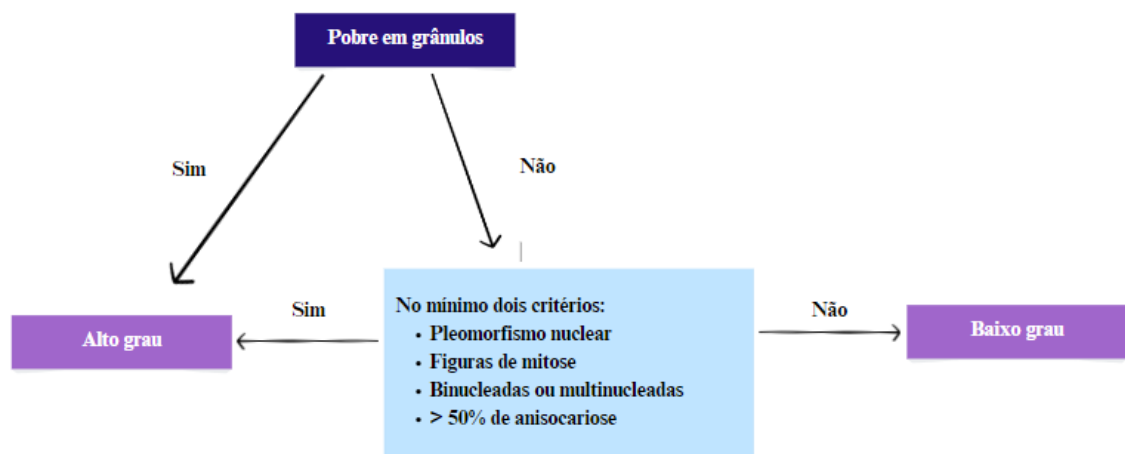 Pobre em grânulos
Sim
Não
No mínimo dois critérios:
• Pleomorfismo nuclear
• Figuras de mitose
• Binucleadas ou multinucleadas
• > 50% de anisocariose
Sim
Alto grau
Não
Baixo grau